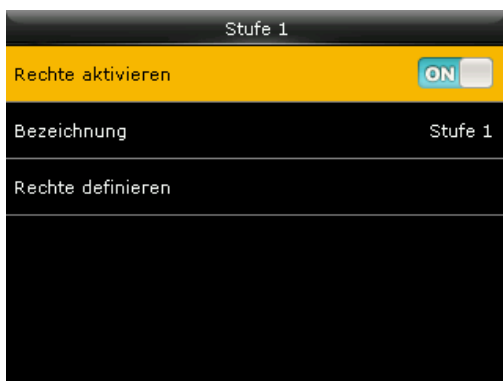 Stufe 1
Rechte aktivieren ON
Bezeichnung Stufe 1
Rechte definieren